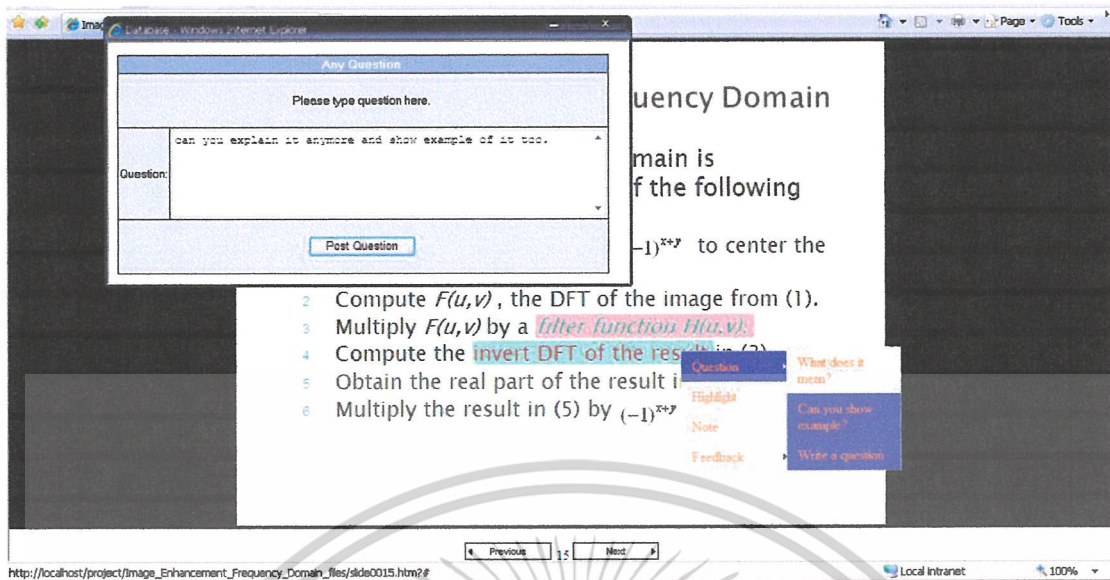 Imag
Page
Tools
Database - Windows Internet Explorer
Any Question
Please type question here.
Question:
can you explain it anymore and show example of it too.
Post Question
uency Domain
main is
f the following
-1)^{x+y} to center the
2 Compute F(u,v), the DFT of the image from (1).
3 Multiply F(u,v) by a filter function H(u,v).
4 Compute the invert DFT of the res
5 Obtain the real part of the result i
6 Multiply the result in (5) by (-1)^{x+y}
Question
Highlight
Note
Feedback
What does it
mean?
Can you show
example?
Write a question
Previous 15 Next
http://localhost/project/Image_Enhancement_Frequency_Domain_files/slide0015.htm?#
Local intranet
100%